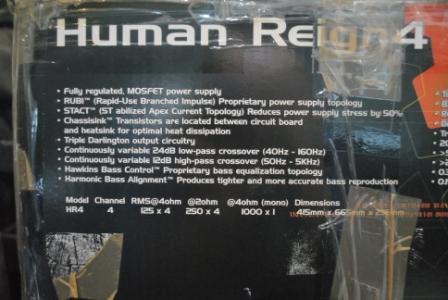 Human Reign4
• Fully regulated, MOSFET power supply
• RUBI™ (Rapid-Use Branched Impulse) Proprietary power supply topology
• STACT™ (ST abilized Apex Current Topology) Reduces power supply stress by 50%
• Chassisink™ Transistors are located between circuit board
and heatsink for optimal heat dissipation
• Triple Darlington output circuitry
• Continuously variable 24dB low-pass crossover (40Hz - 160Hz)
• Continuously variable 12dB high-pass crossover (50Hz - 5KHz)
• Hawkins Bass Control™ Proprietary bass equalization topology
• Harmonic Bass Alignment™ Produces tighter and more accurate bass reproduction
Model Channel RMS@4ohm @2ohm @4ohm (mono) Dimensions
HR4 4 125 x 4 250 x 4 1000 x 1 415mm x 665mm x